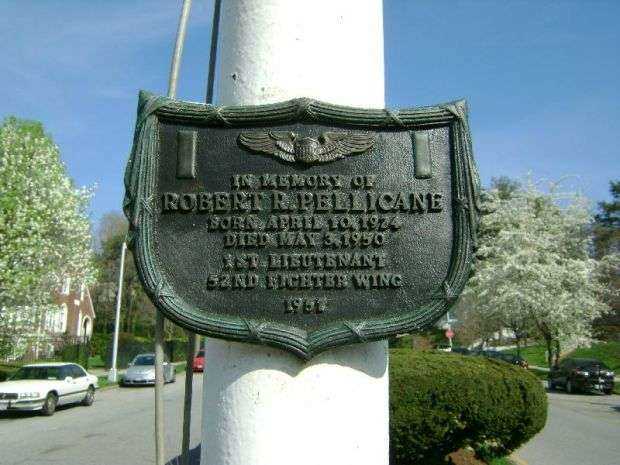 IN MEMORY OF
ROBERT R. PELLICANE
BORN APRIL 10, 1924
DIED MAY 3, 1950
1ST LIEUTENANT
52ND FIGHTER WING
1951